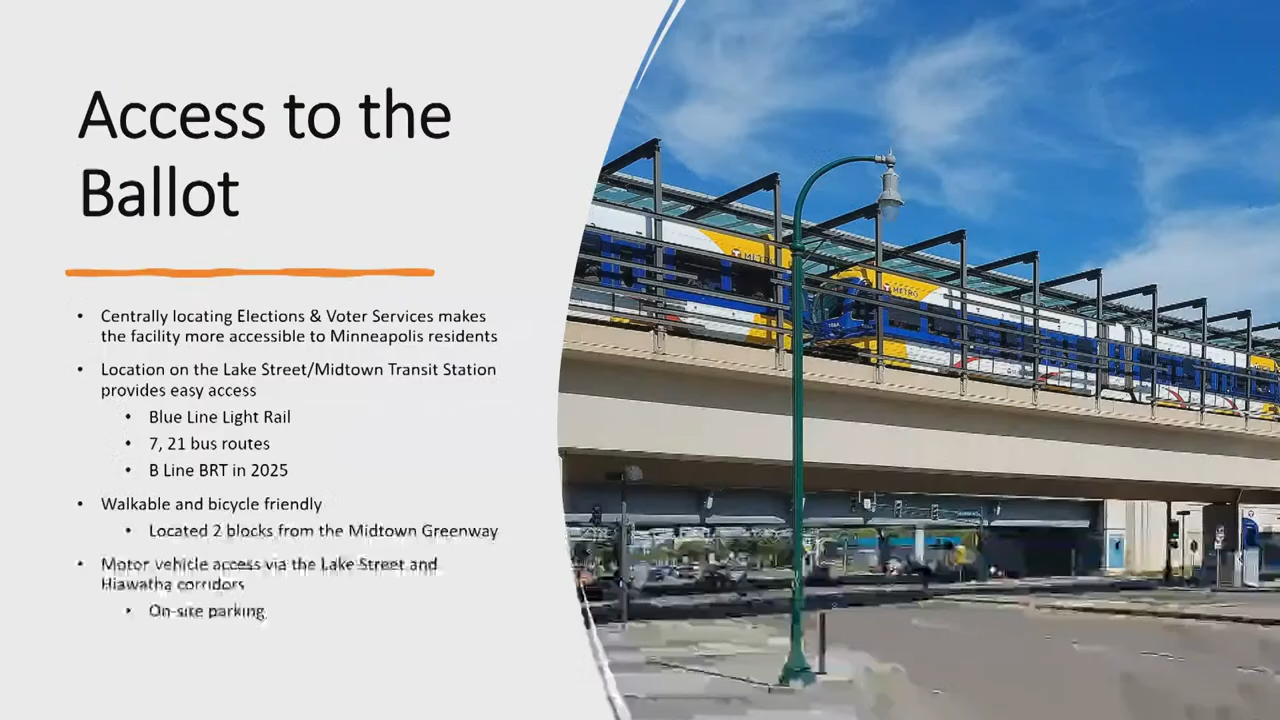 Access to the
Ballot
• Centrally locating Elections & Voter Services makes
the facility more accessible to Minneapolis residents
• Location on the Lake Street/Midtown Transit Station
provides easy access
• Blue Line Light Rail
• 7, 21 bus routes
• B Line BRT in 2025
• Walkable and bicycle friendly
• Located 2 blocks from the Midtown Greenway
• Motor vehicle access via the Lake Street and
Hiawatha corridors
• On-site parking
METRO
METRO